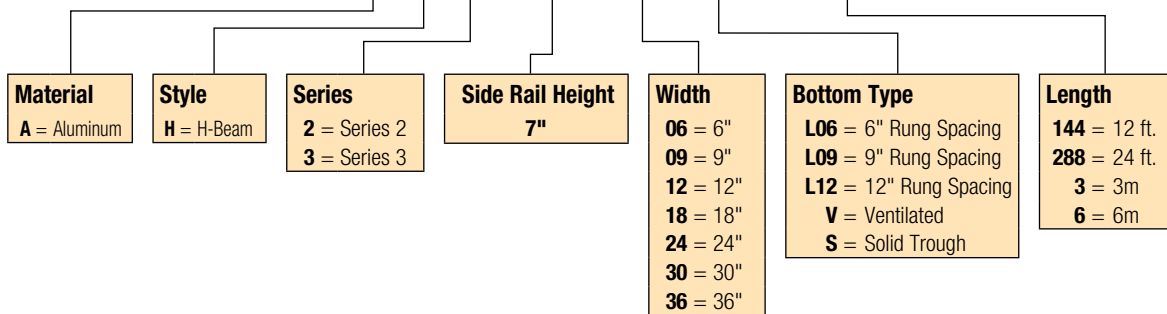 Material
A = Aluminum
Style
H = H-Beam
Series
2 = Series 2
3 = Series 3
Side Rail Height
7"
Width
06 = 6"
09 = 9"
12 = 12"
18 = 18"
24 = 24"
30 = 30"
36 = 36"
Bottom Type
L06 = 6" Rung Spacing
L09 = 9" Rung Spacing
L12 = 12" Rung Spacing
V = Ventilated
S = Solid Trough
Length
144 = 12 ft.
288 = 24 ft.
3 = 3m
6 = 6m